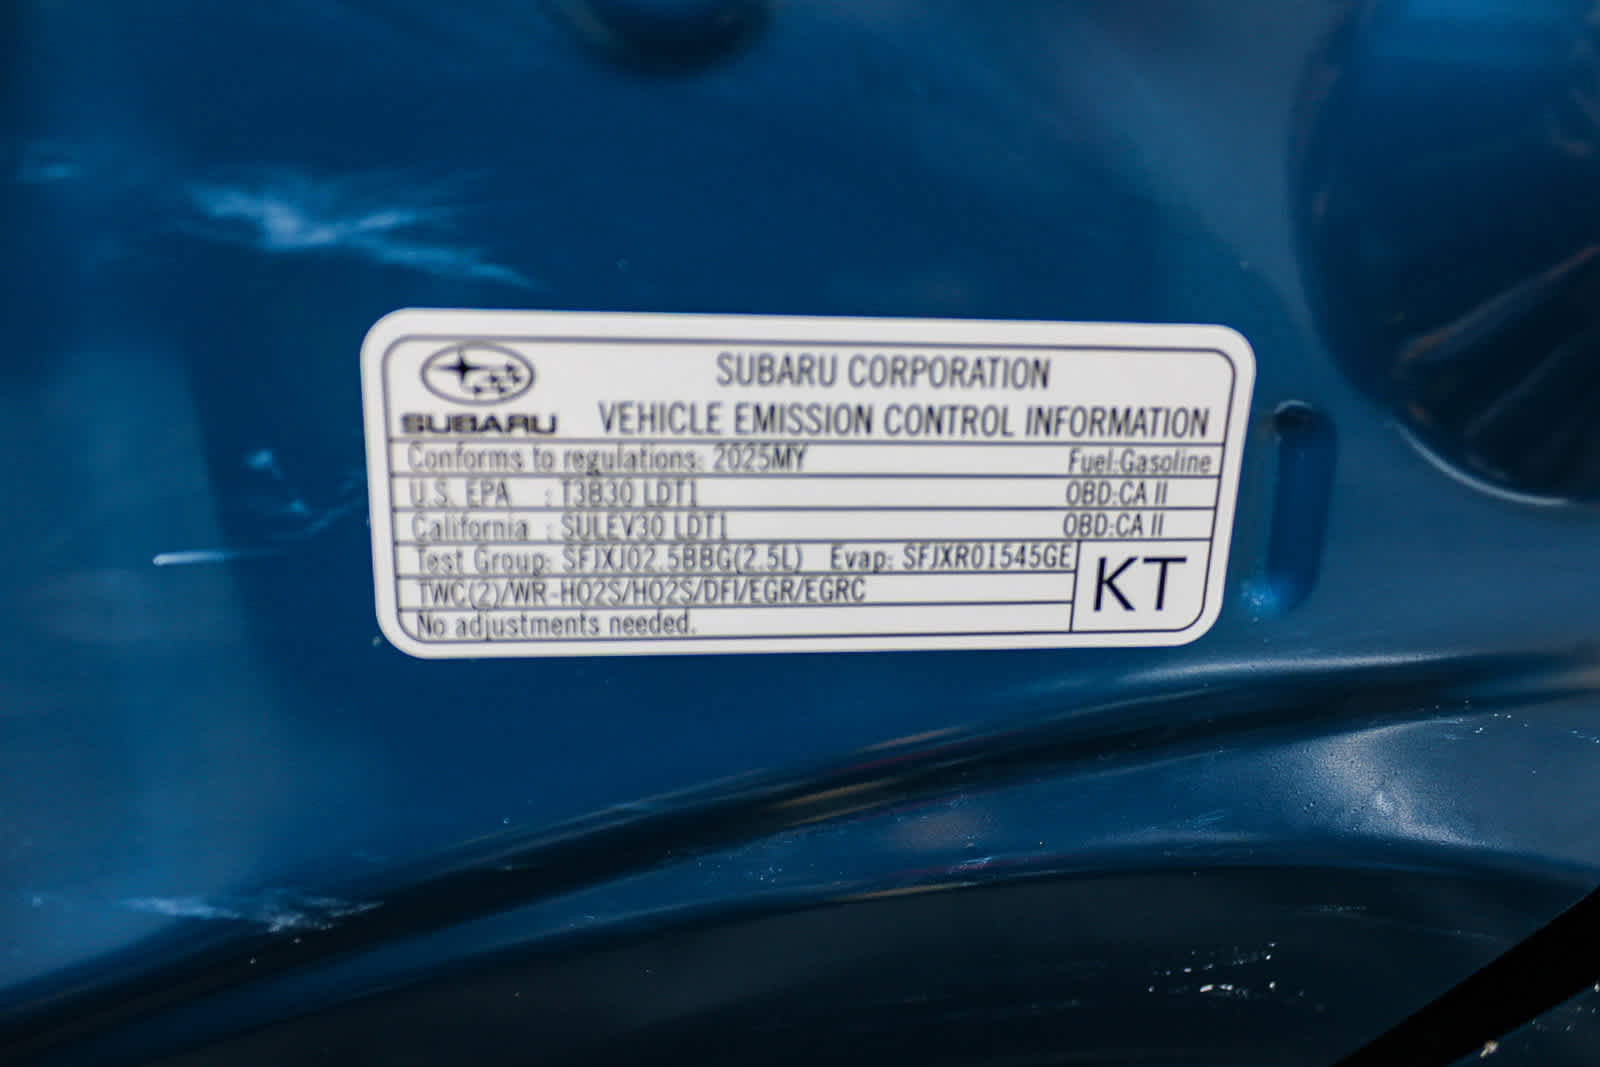 SUBARU CORPORATION
SUBARU VEHICLE EMISSION CONTROL INFORMATION
Conforms to regulations: 2025MY Fuel:Gasoline
U.S. EPA : T3B30 LDT1 OBD:CA II
California : SULEV30 LDT1 OBD:CA II
Test Group: SFJXJ02.5BBG(2.5L) Evap: SFJXR01545GE
TWC(2)/WR-HO2S/HO2S/DFI/EGR/EGRC
No adjustments needed.
KT